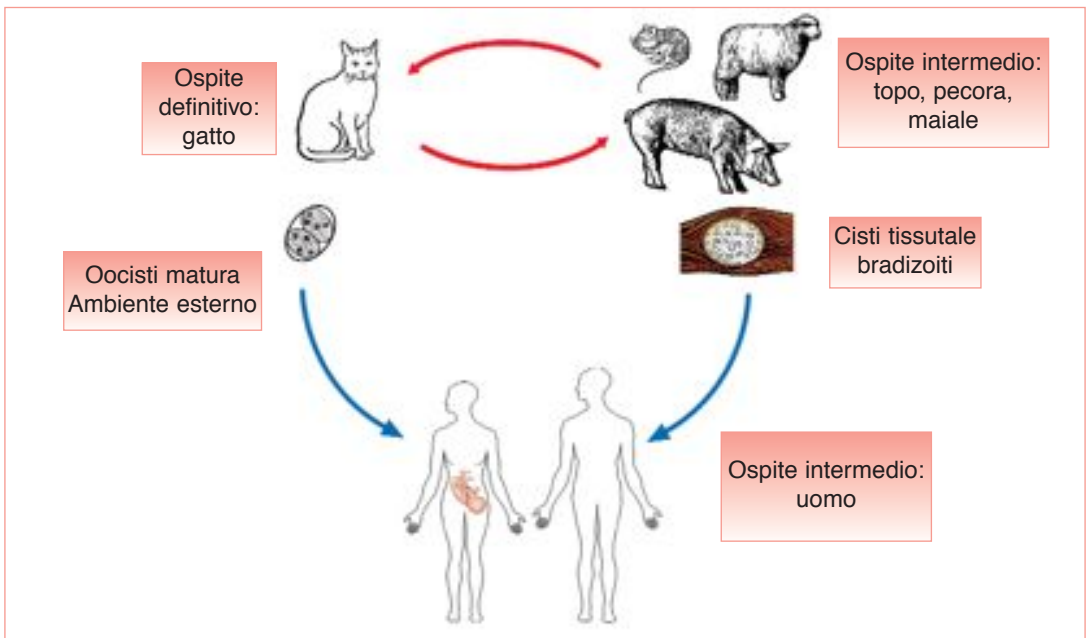 Ospite
definitivo:
gatto
Ospite intermedio:
topo, pecora,
maiale
Oocisti matura
Ambiente esterno
Cisti tissutale
bradizoiti
Ospite intermedio:
uomo